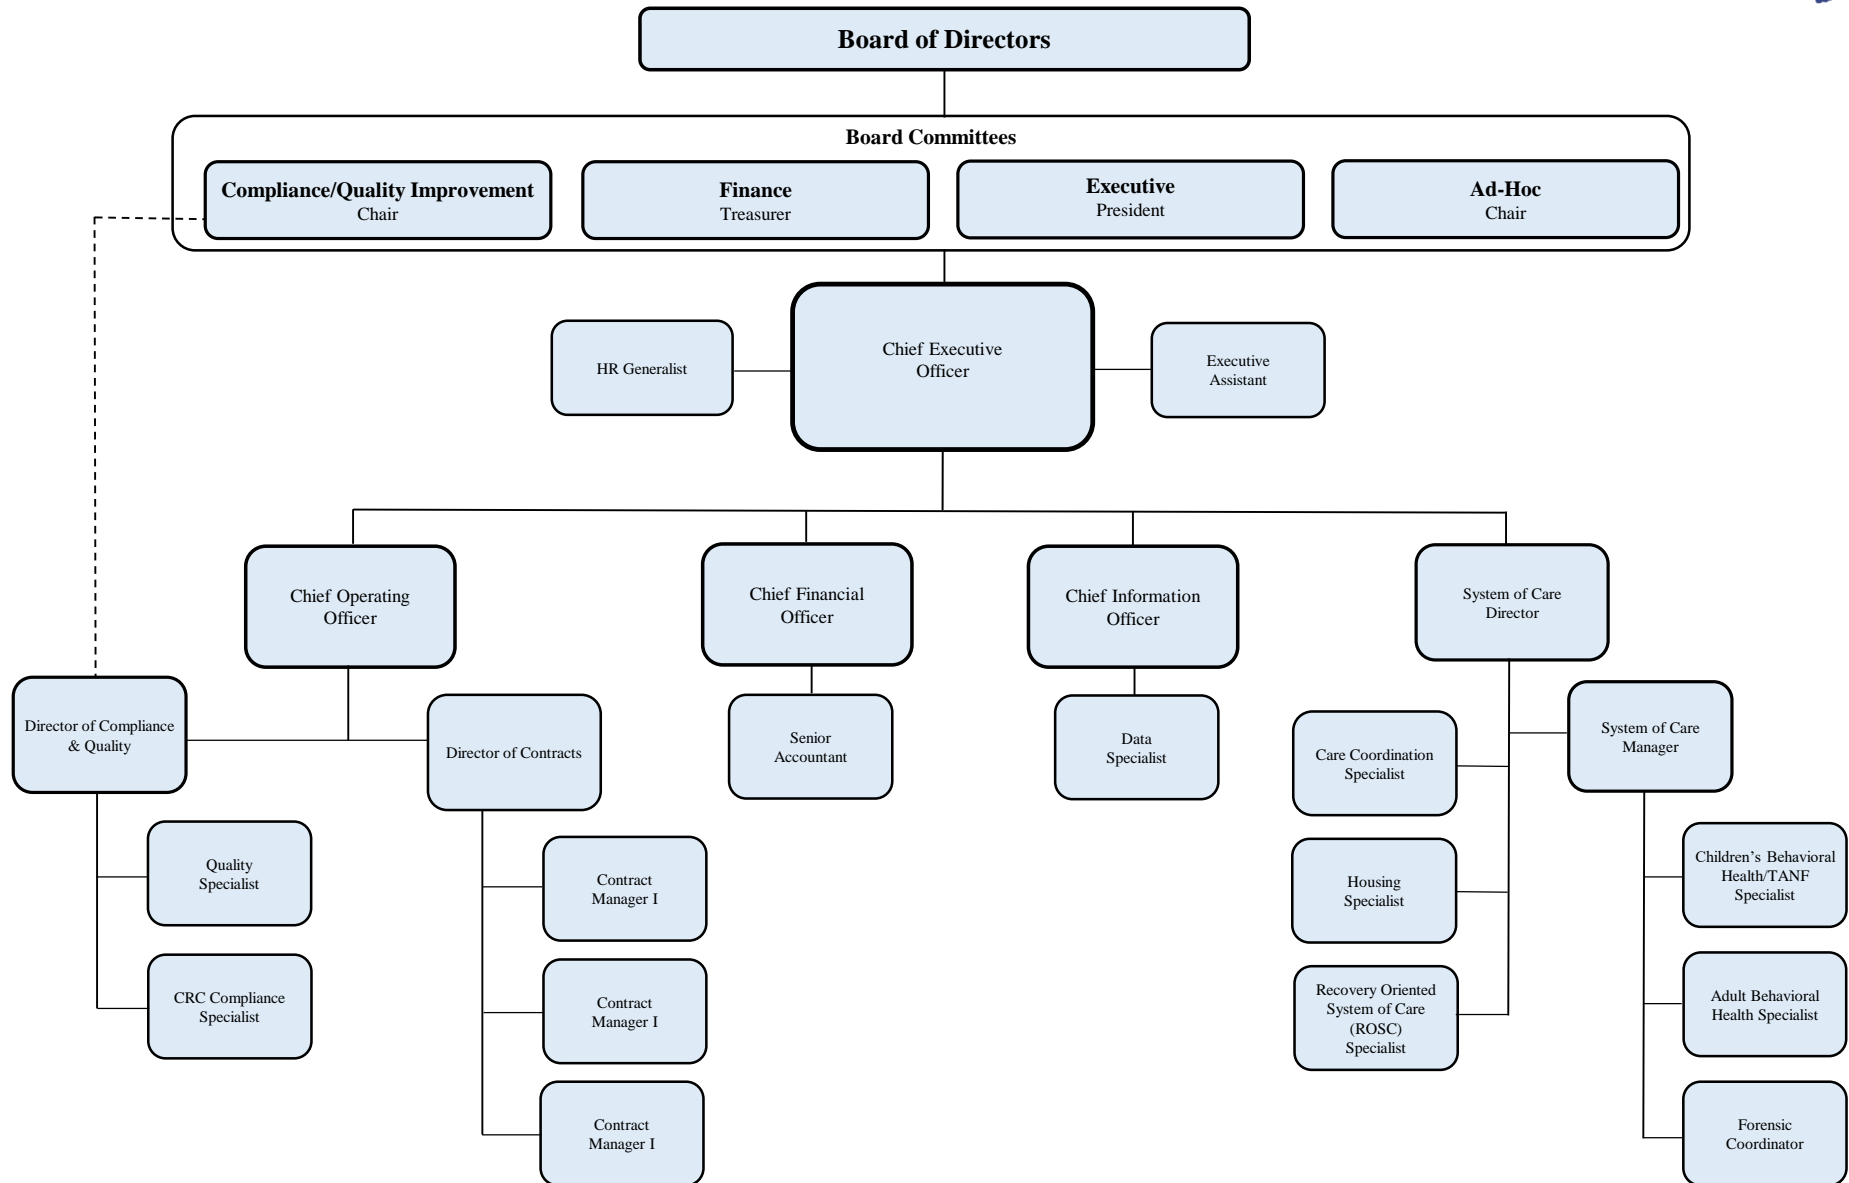 Board of Directors
Board Committees
Compliance/Quality Improvement
Chair
Finance
Treasurer
Executive
President
Ad-Hoc
Chair
HR Generalist
Chief Executive
Officer
Executive
Assistant
Chief Operating
Officer
Chief Financial
Officer
Chief Information
Officer
System of Care
Director
Director of Compliance
& Quality
Director of Contracts
Senior
Accountant
Data
Specialist
Care Coordination
Specialist
System of Care
Manager
Quality
Specialist
CRC Compliance
Specialist
Contract
Manager I
Contract
Manager I
Contract
Manager I
Housing
Specialist
Recovery Oriented
System of Care
(ROSC)
Specialist
Children’s Behavioral
Health/TANF
Specialist
Adult Behavioral
Health Specialist
Forensic
Coordinator